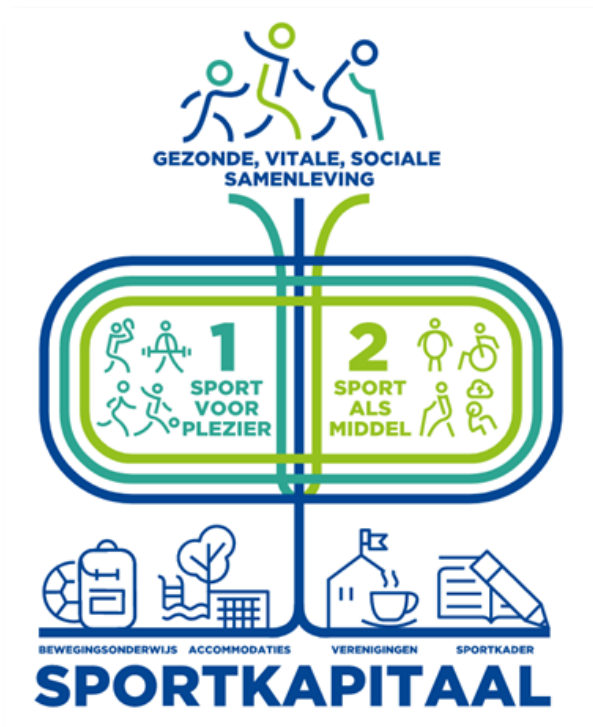 GEZONDE, VITALE, SOCIALE
SAMENLEVING
1
SPORT
VOOR
PLEZIER
2
SPORT
ALS
MIDDEL
BEWEGINGSONDERWIJS
ACCOMMODATIES
VERENIGINGEN
SPORTKADER
SPORTKAPITAAL